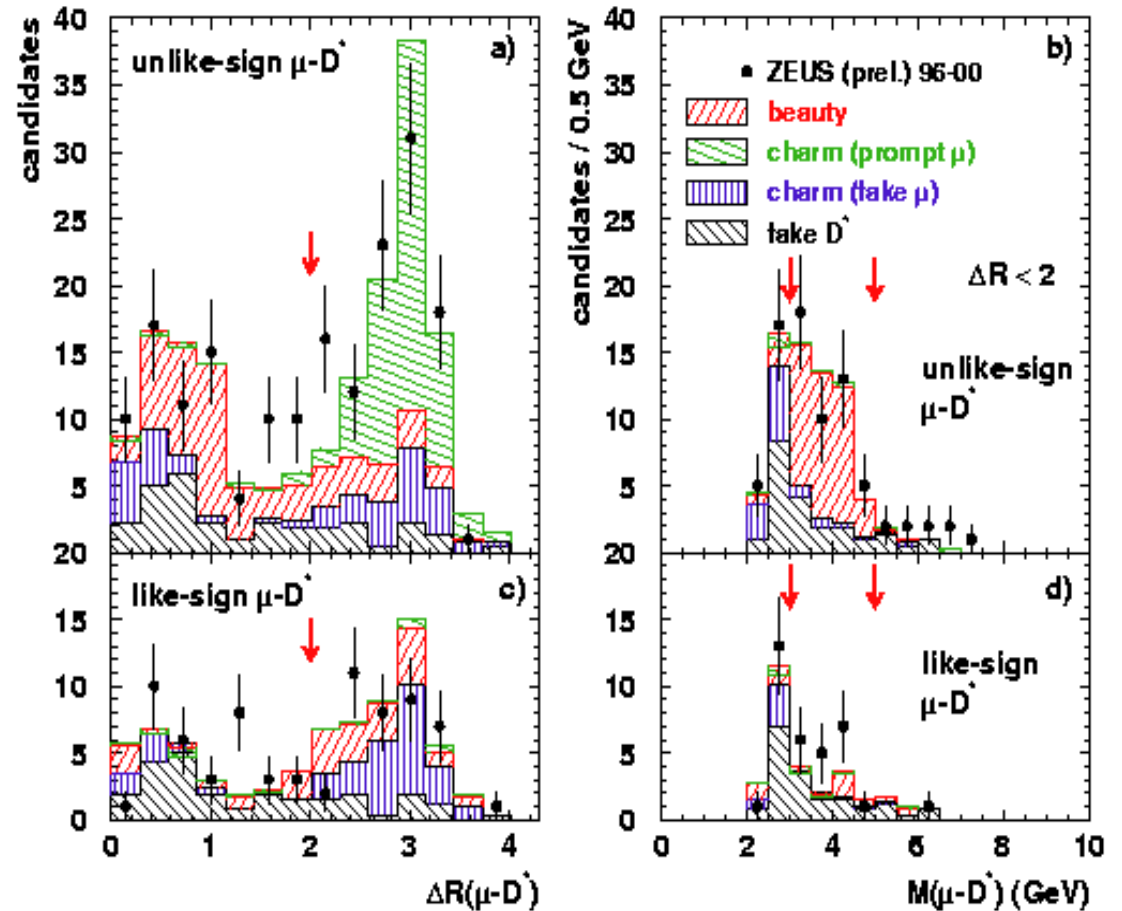 candidates
40
35
30
25
20
15
10
5
20
unlike-sign μ-D*
a)
15
10
5
0
like-sign μ-D*
c)
0 1 2 3 4
ΔR(μ-D*)
candidates / 0.5 GeV
40
35
30
25
20
15
10
5
20
b)
ZEUS (prel.) 96-00
beauty
charm (prompt μ)
charm (fake μ)
fake D*
ΔR < 2
unlike-sign
μ-D*
15
10
5
0
d)
like-sign
μ-D*
0 2 4 6 8 10
M(μ-D*) (GeV)